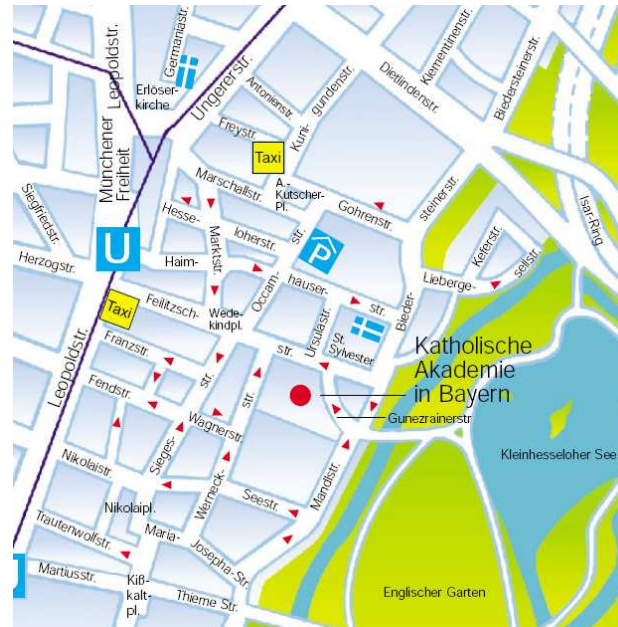 Leopoldstr.
Germaniastr.
Erlöser-
kirche
Ungererstr.
Antonienstr.
Kuni-
gundenstr.
Freystr.
Dietlindenstr.
Klementinenstr.
Biedersteinerstr.
Münchener
Freiheit
Taxi
Marschallstr.
A.-
Kutscher-
Pl.
Gohrenstr.
steinerstr.
Isar-Ring
Siegfriedstr.
Hesse-
loherstr.
str.
Marktstr.
U
P
Herzogstr.
Haim-
hauser-
str.
Keferstr.
Lieberge-
sellstr.
Taxi
Feilitzsch-
Wede-
kindpl.
Occam-
Bieder-
Ursulastr.
St.
Sylvester
Leopoldstr.
Franzstr.
str.
str.
Katholische
Akademie
in Bayern
Fendstr.
str.
Wagnerstr.
Gunezrainerstr
Kleinhesseloher See
Nikolaistr.
Sieges-
Werneck-
Seestr.
Mandlstr.
Nikolaipl.
Trautenwolfstr.
Maria-
Josepha-Str.
Martiusstr.
Kiß-
kalt-
pl.
Thieme Str.
Englischer Garten